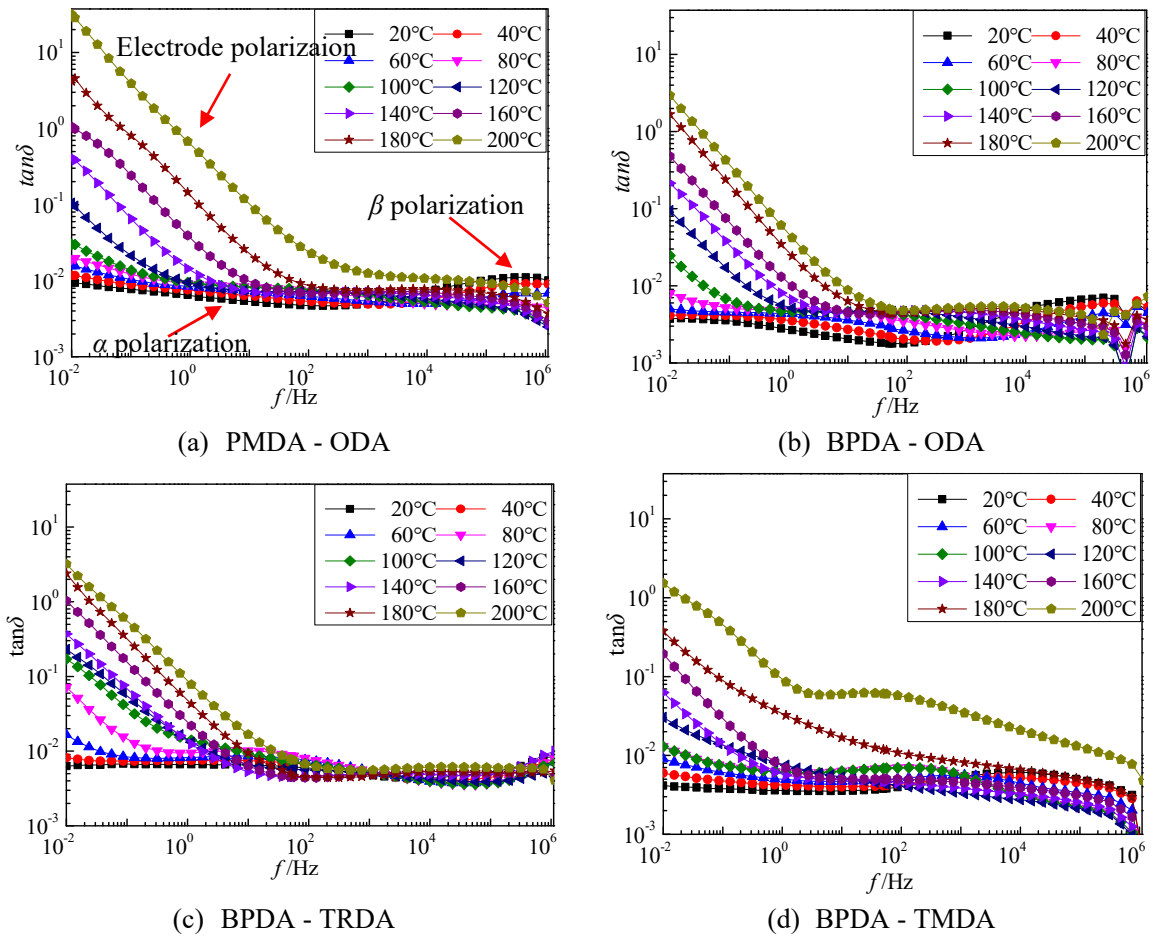 Electrode polarizaion
20℃ 40℃
60℃ 80℃
100℃ 120℃
140℃ 160℃
180℃ 200℃
β polarization
α polarization
tanδ
10^1
10^0
10^-1
10^-2
10^-3
10^-2 10^0 10^2 10^4 10^6
f/Hz
(a) PMDA - ODA
20℃ 40℃
60℃ 80℃
100℃ 120℃
140℃ 160℃
180℃ 200℃
tanδ
10^1
10^0
10^-1
10^-2
10^-3
10^-2 10^0 10^2 10^4 10^6
f/Hz
(b) BPDA - ODA
20℃ 40℃
60℃ 80℃
100℃ 120℃
140℃ 160℃
180℃ 200℃
tanδ
10^1
10^0
10^-1
10^-2
10^-3
10^-2 10^0 10^2 10^4 10^6
f/Hz
(c) BPDA - TRDA
20℃ 40℃
60℃ 80℃
100℃ 120℃
140℃ 160℃
180℃ 200℃
tanδ
10^1
10^0
10^-1
10^-2
10^-3
10^-2 10^0 10^2 10^4 10^6
f/Hz
(d) BPDA - TMDA